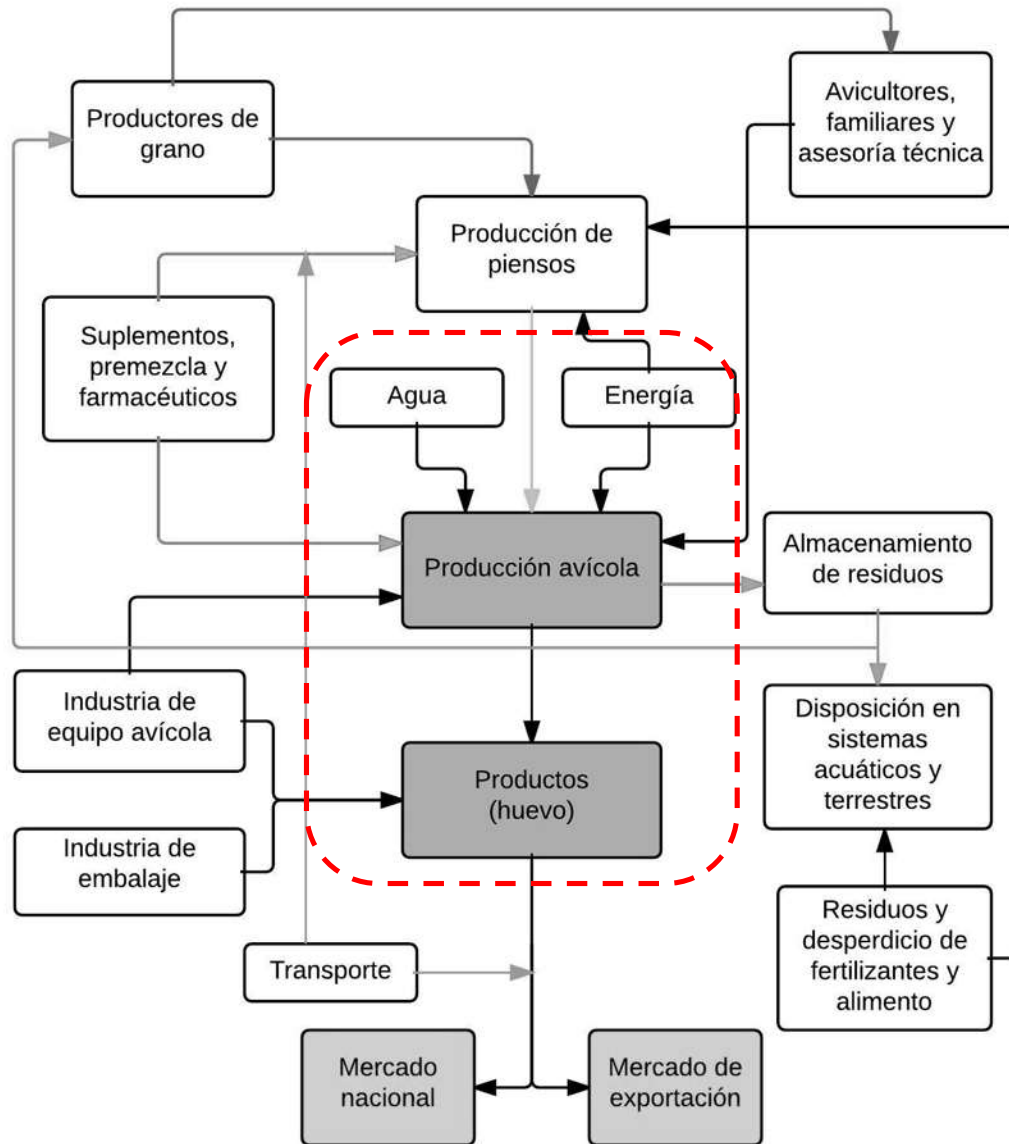 Productores de
grano
Avicultores,
familiares y
asesoría técnica
Producción de
piensos
Suplementos,
premezcla y
farmacéuticos
Agua
Energía
Producción avícola
Almacenamiento
de residuos
Industria de
equipo avícola
Disposición en
sistemas
acuáticos y
terrestres
Productos
(huevo)
Industria de
embalaje
Residuos y
desperdicio de
fertilizantes y
alimento
Transporte
Mercado
nacional
Mercado de
exportación